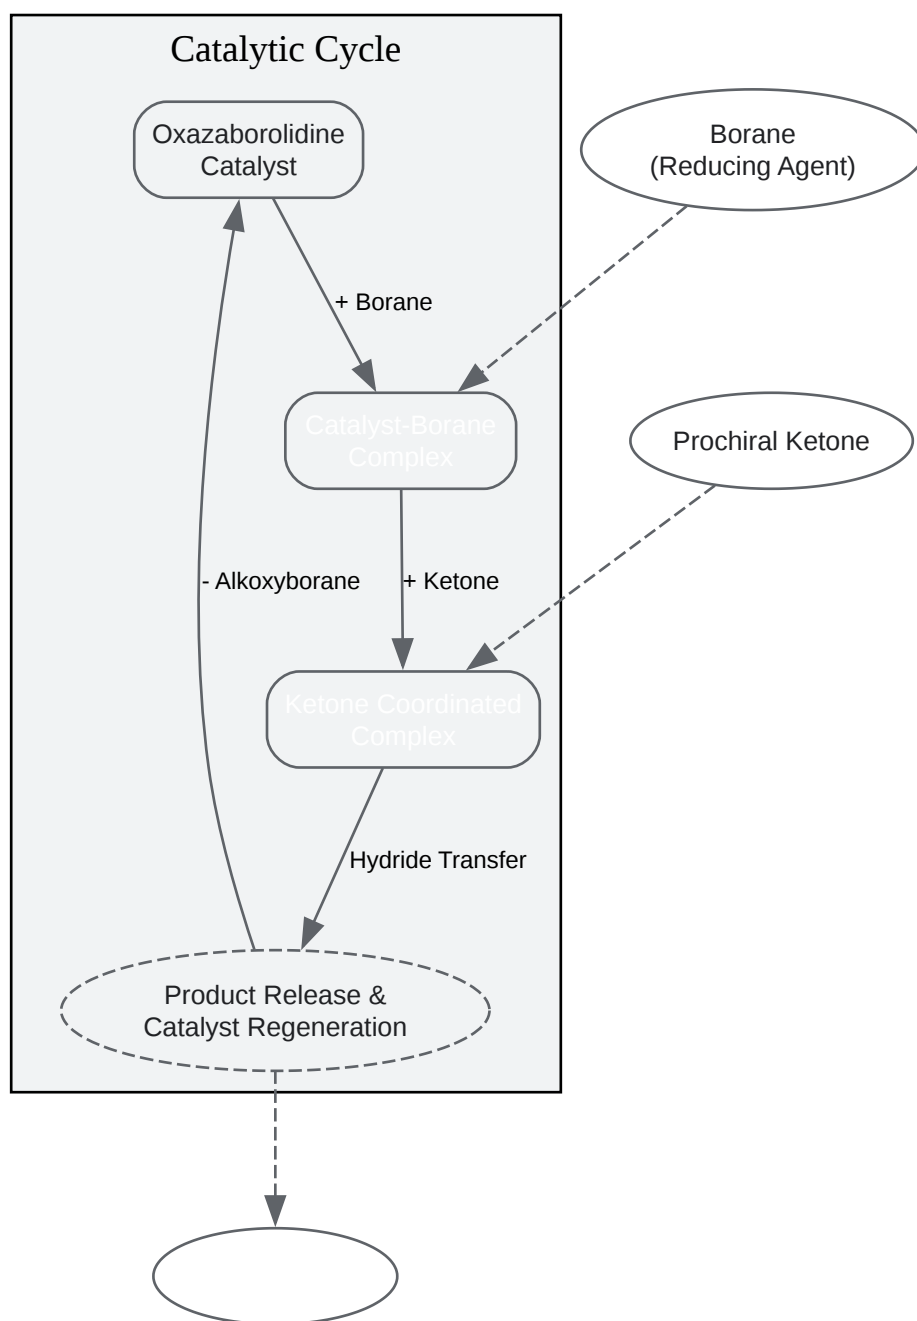 Catalytic Cycle
Oxazaborolidine
Catalyst
Borane
(Reducing Agent)
+ Borane
Catalyst-Borane
Complex
Prochiral Ketone
- Alkoxyborane
+ Ketone
Ketone Coordinated
Complex
Hydride Transfer
Product Release &
Catalyst Regeneration